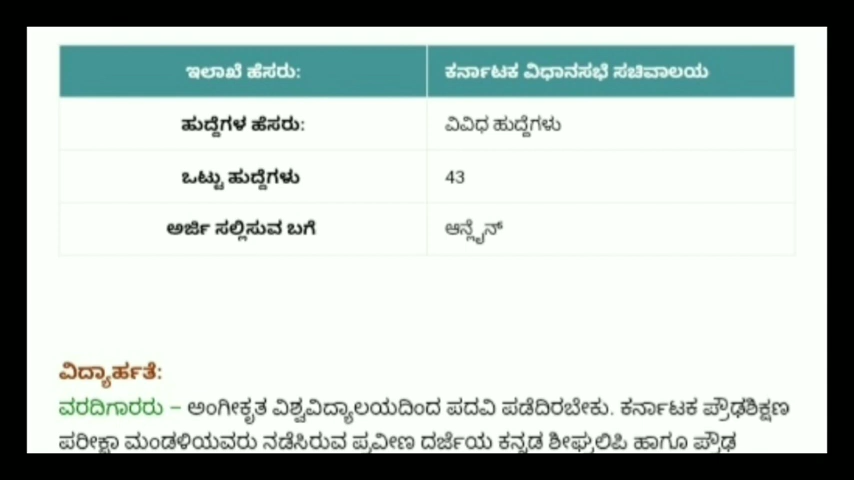 ಇಲಾಖೆ ಹೆಸರು: ಕರ್ನಾಟಕ ವಿಧಾನಸಭೆ ಸಚಿವಾಲಯ
ಹುದ್ದೆಗಳ ಹೆಸರು: ವಿವಿಧ ಹುದ್ದೆಗಳು
ಒಟ್ಟು ಹುದ್ದೆಗಳು 43
ಅರ್ಜಿ ಸಲ್ಲಿಸುವ ಬಗೆ ಆನ್ಲೈನ್
ವಿದ್ಯಾರ್ಹತೆ:
ವರದಿಗಾರರು – ಅಂಗೀಕೃತ ವಿಶ್ವವಿದ್ಯಾಲಯದಿಂದ ಪದವಿ ಪಡೆದಿರಬೇಕು. ಕರ್ನಾಟಕ ಪ್ರೌಢಶಿಕ್ಷಣ
ಪರೀಕ್ಷಾ ಮಂಡಳಿಯವರು ನಡೆಸಿರುವ ಪ್ರವೀಣ ದರ್ಜೆಯ ಕನ್ನಡ ಶೀಘ್ರಲಿಪಿ ಹಾಗೂ ಪ್ರೌಢ